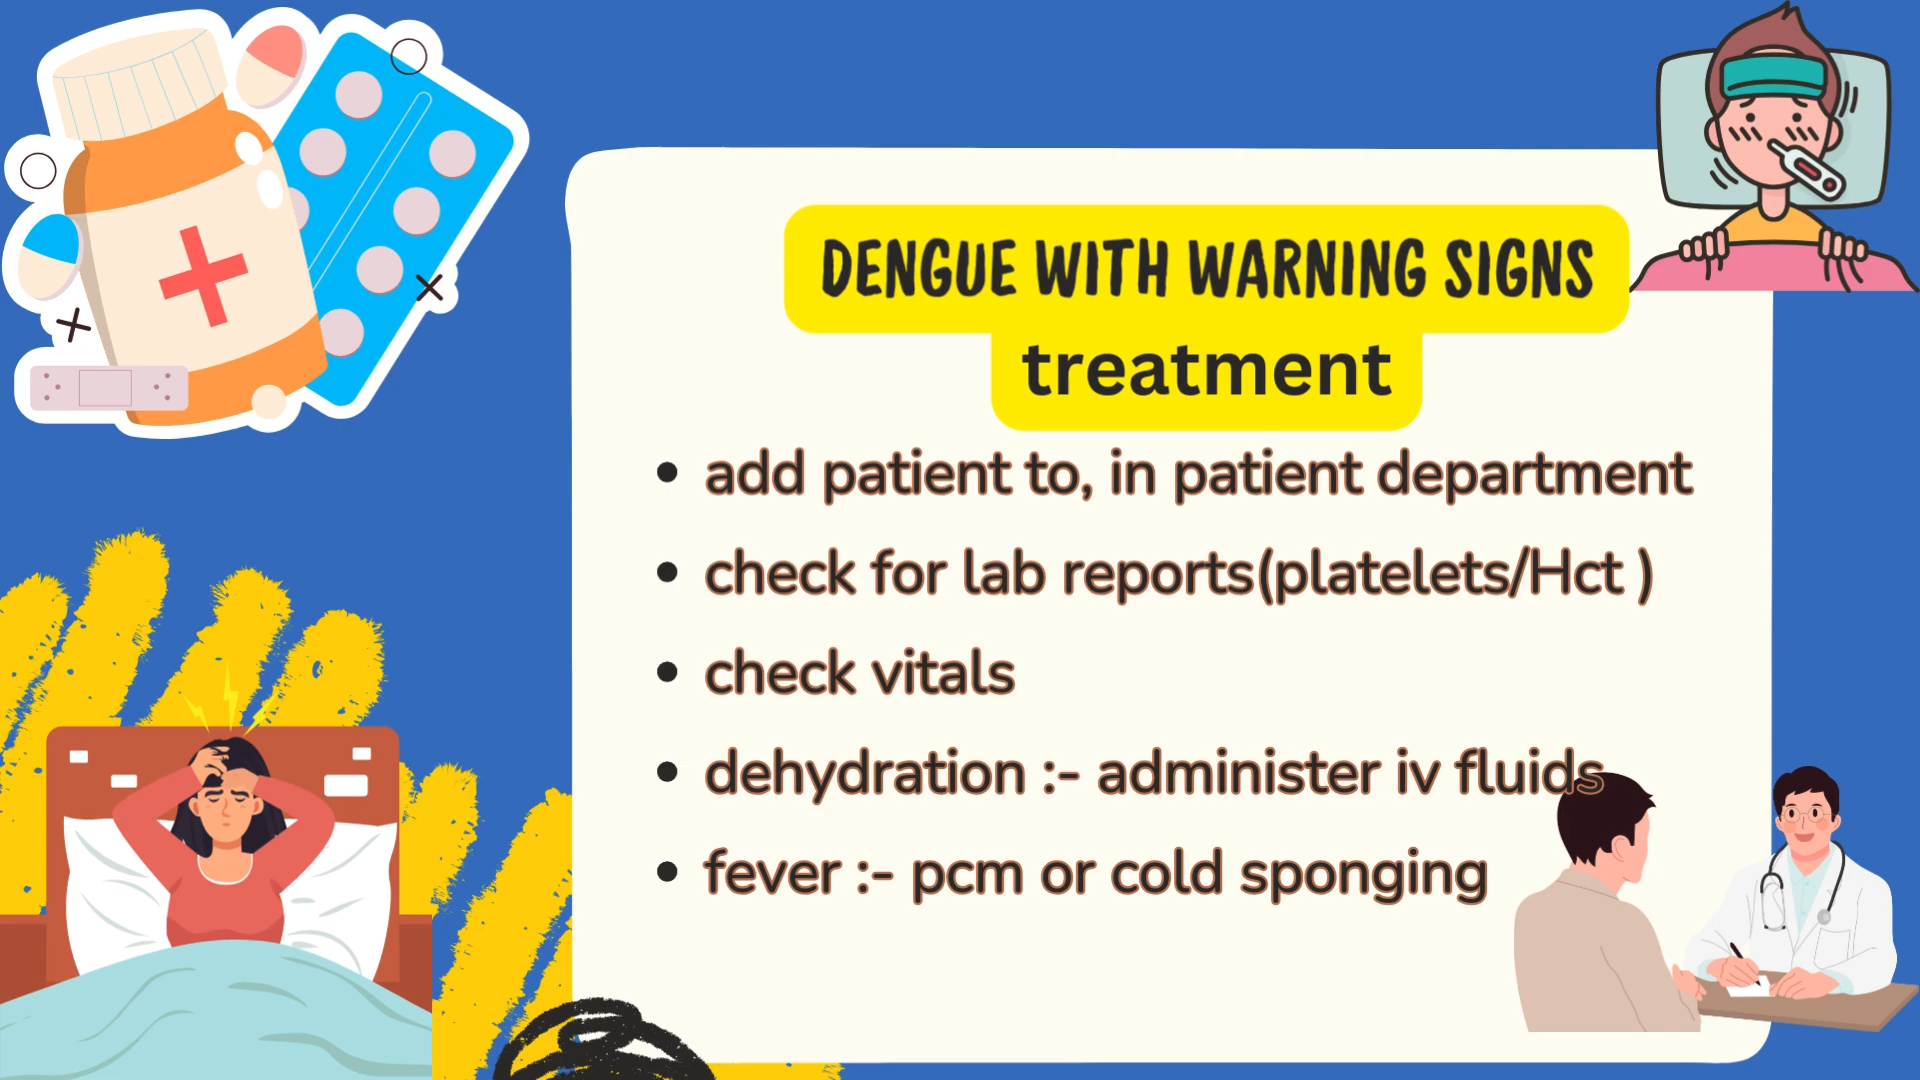 DENGUE WITH WARNING SIGNS
treatment
• add patient to, in patient department
• check for lab reports(platelets/Hct )
• check vitals
• dehydration :- administer iv fluids
• fever :- pcm or cold sponging